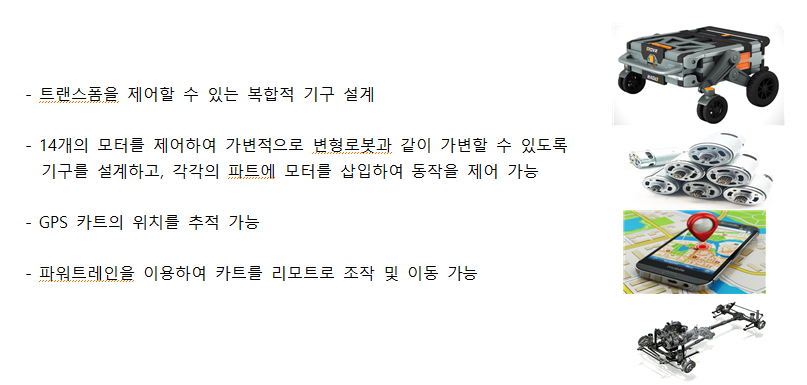 - 트랜스폼을 제어할 수 있는 복합적 기구 설계
- 14개의 모터를 제어하여 가변적으로 변형로봇과 같이 가변할 수 있도록
기구를 설계하고, 각각의 파트에 모터를 삽입하여 동작을 제어 가능
- GPS 카트의 위치를 추적 가능
- 파워트레인을 이용하여 카트를 리모트로 조작 및 이동 가능